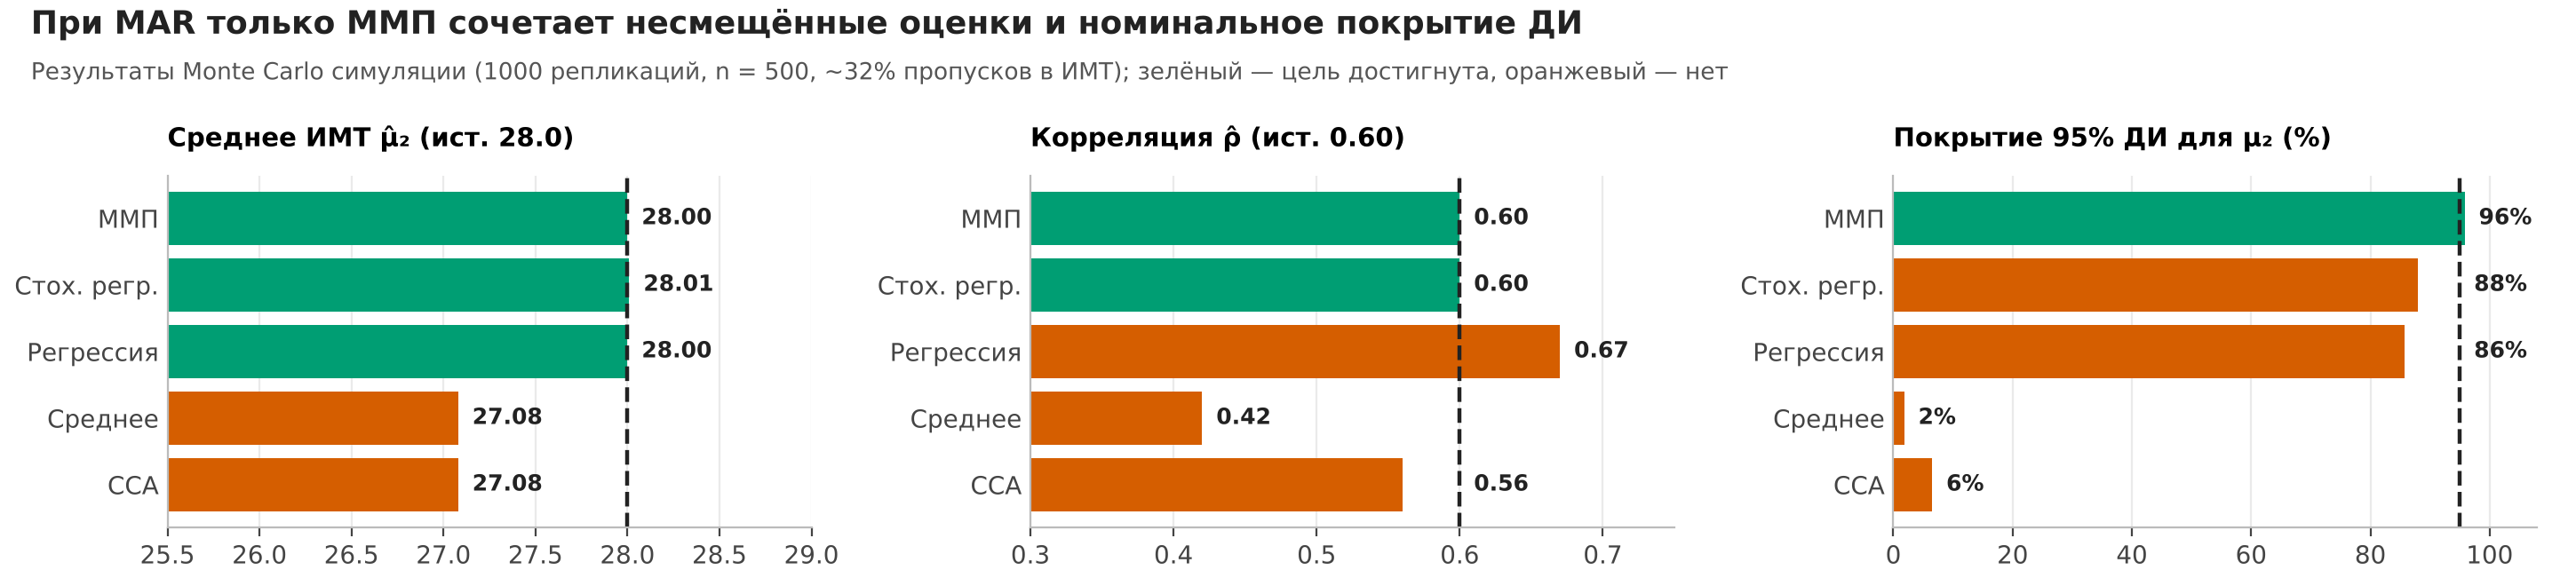 При MAR только ММП сочетает несмещённые оценки и номинальное покрытие ДИ
Результаты Monte Carlo симуляции (1000 репликаций, n = 500, ~32% пропусков в ИМТ); зелёный — цель достигнута, оранжевый — нет
Среднее ИМТ μ̂₂ (ист. 28.0)
ММП 28.00
Стох. регр. 28.01
Регрессия 28.00
Среднее 27.08
CCA 27.08
25.5 26.0 26.5 27.0 27.5 28.0 28.5 29.0
Корреляция ρ̂ (ист. 0.60)
ММП 0.60
Стох. регр. 0.60
Регрессия 0.67
Среднее 0.42
CCA 0.56
0.3 0.4 0.5 0.6 0.7
Покрытие 95% ДИ для μ₂ (%)
ММП 96%
Стох. регр. 88%
Регрессия 86%
Среднее 2%
CCA 6%
0 20 40 60 80 100